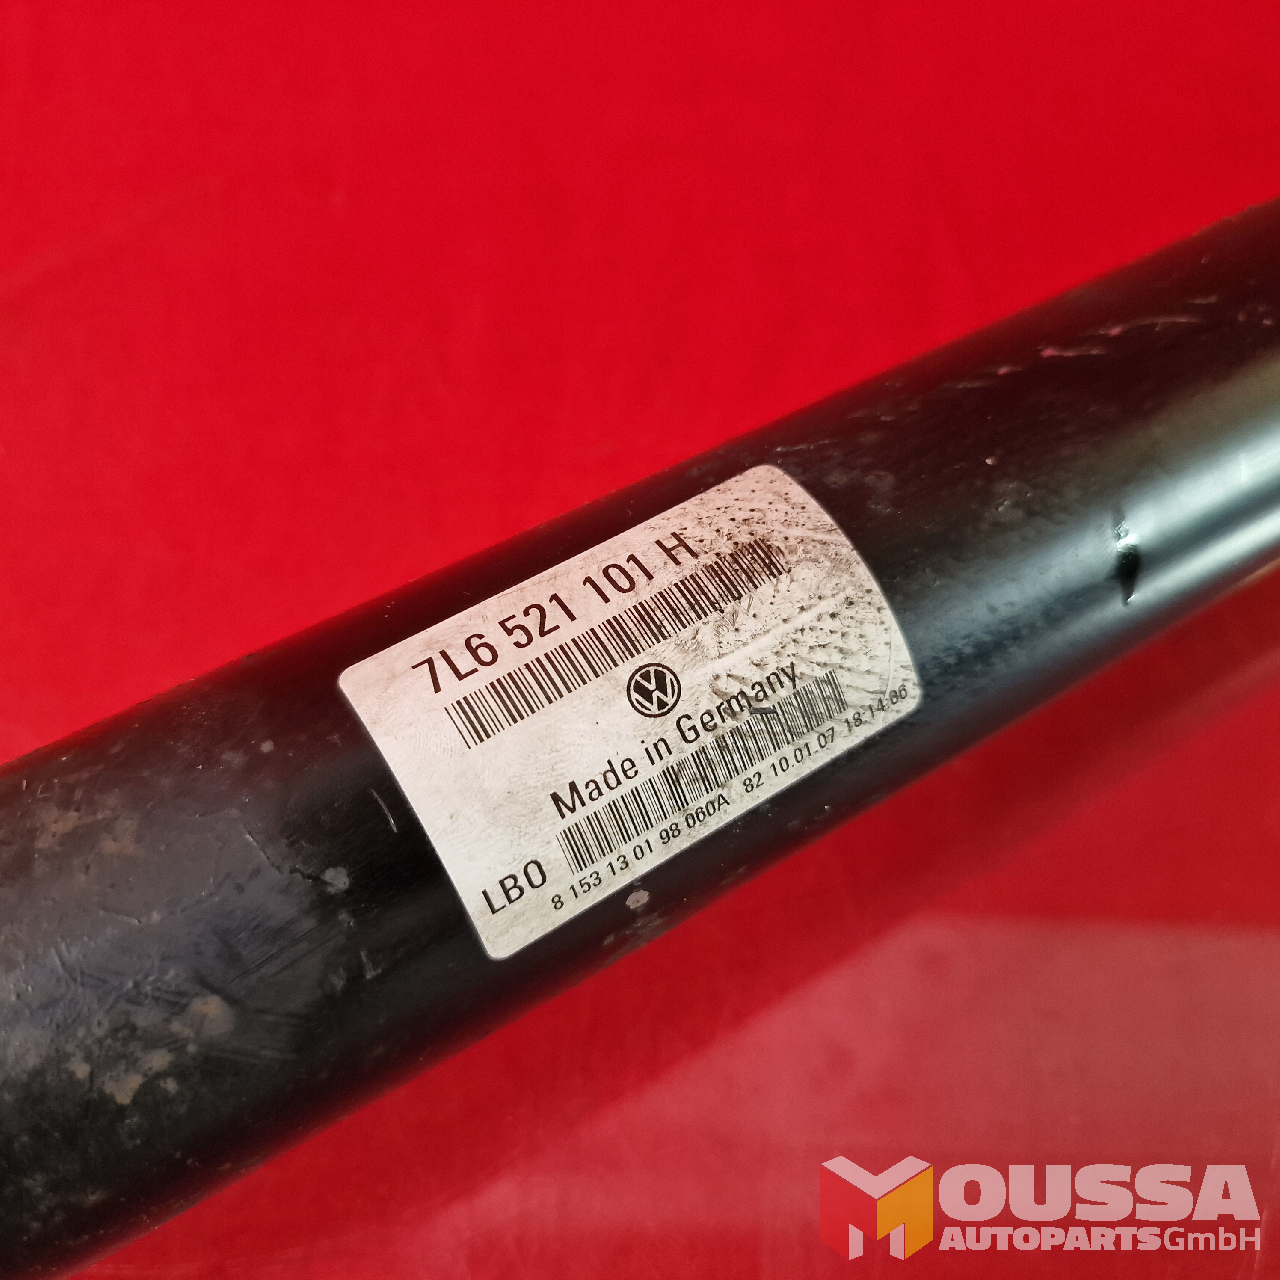 7L6 521 101 H
Made in Germany
LB0
8 153 13 01 98 060A 82 10.01.07 18:14:06
MOUSSA
AUTOPARTSGmbH